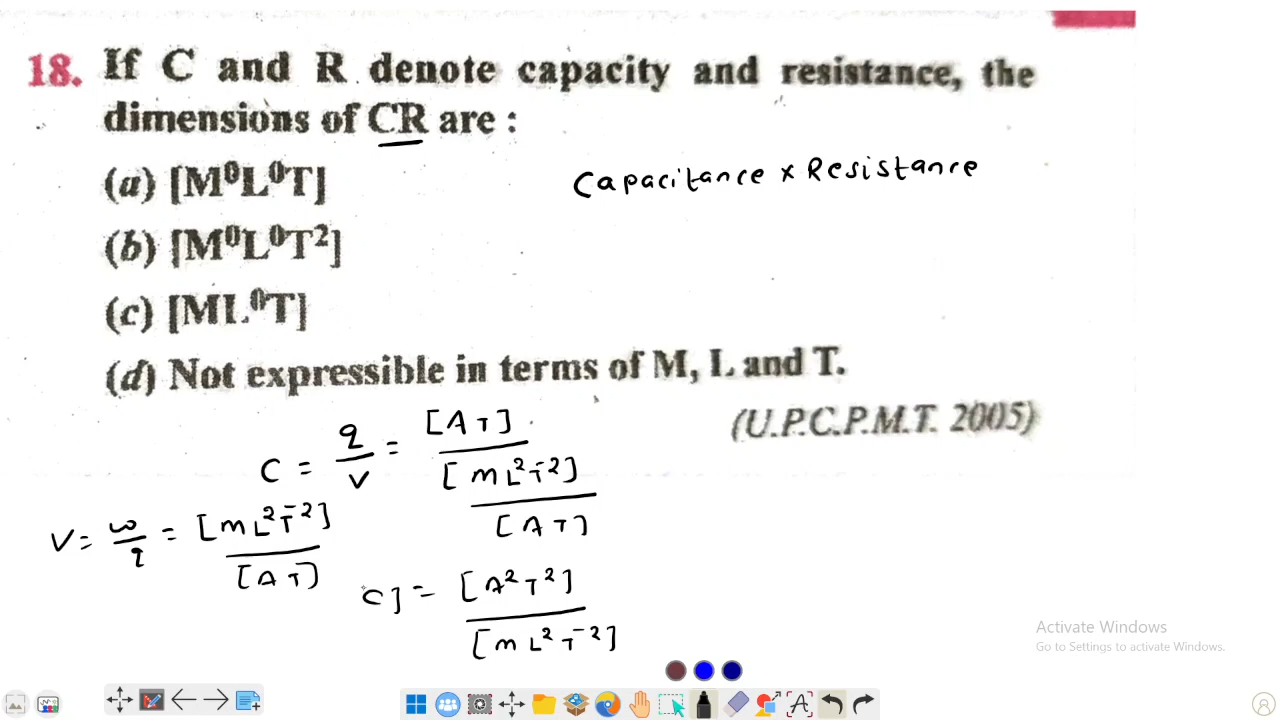 18. If C and R denote capacity and resistance, the
dimensions of CR are :
(a) [M⁰L⁰T]
Capacitance × Resistance
(b) [M⁰L⁰T²]
(c) [ML⁰T]
(d) Not expressible in terms of M, L and T.
(U.P.C.P.M.T. 2005)
C = q/V = [AT] / ([ML²T⁻²] / [AT])
V = W/q = [ML²T⁻²] / [AT]
C] = [A²T²] / [ML²T⁻²]
Activate Windows
Go to Settings to activate Windows.